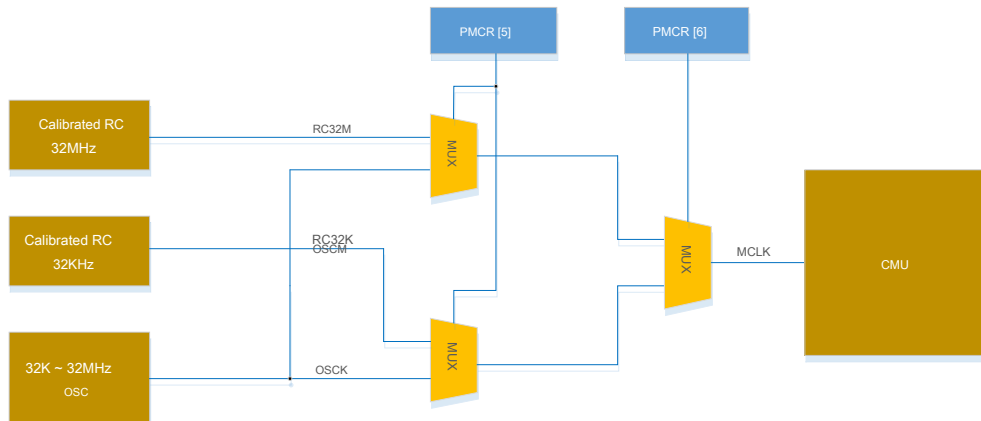 PMCR [5]
PMCR [6]
Calibrated RC
32MHz
RC32M
MUX
Calibrated RC
32KHz
RC32K
OSCM
MUX
MCLK
CMU
32K ~ 32MHz
OSC
OSCK
MUX